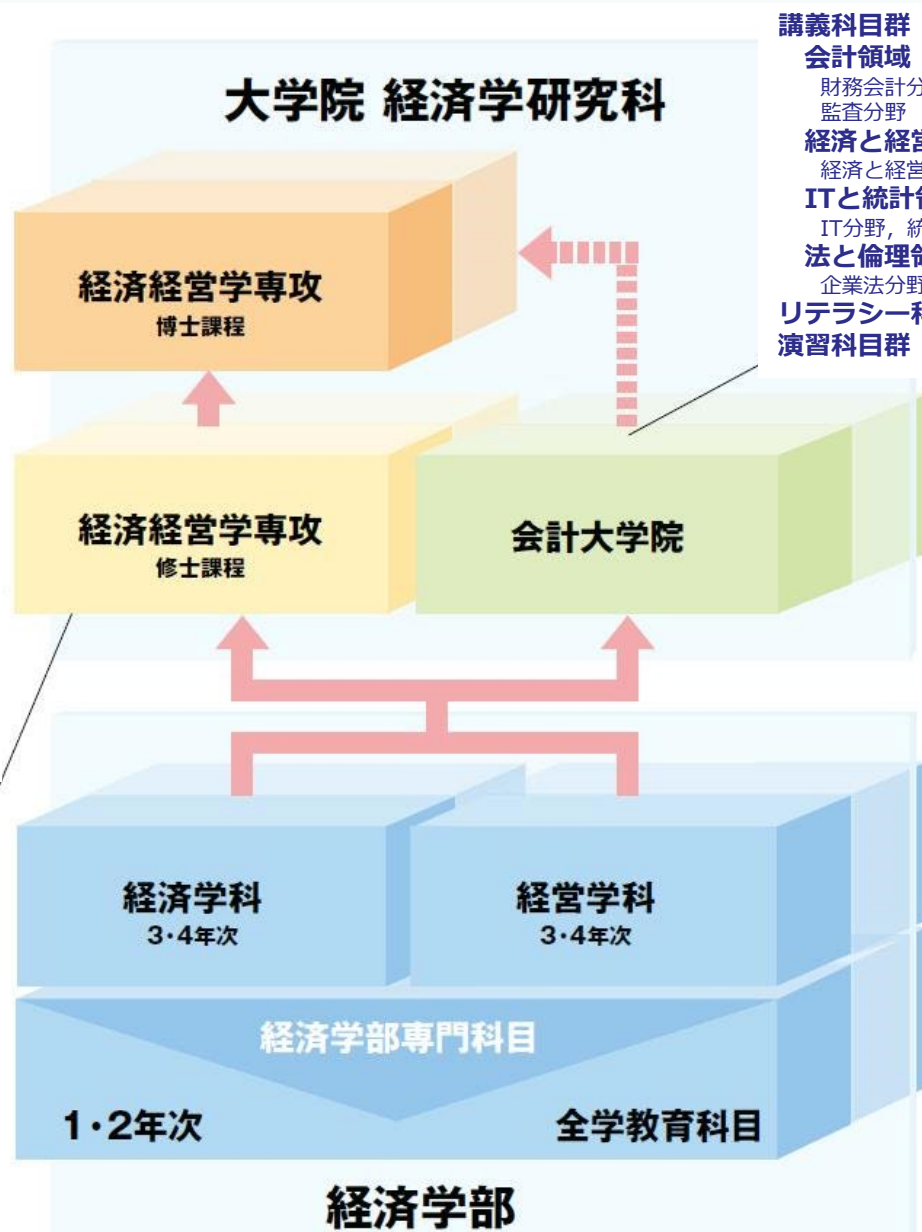 講義科目群
会計領域
財務会計分
監査分野
経済と経営
経済と経営
ITと統計
IT分野，統
法と倫理
企業法分野
リテラシー科
演習科目群
大学院 経済学研究科
経済経営学専攻
博士課程
経済経営学専攻
修士課程
会計大学院
経済学科
3・4年次
経営学科
3・4年次
経済学部専門科目
1・2年次
全学教育科目
経済学部